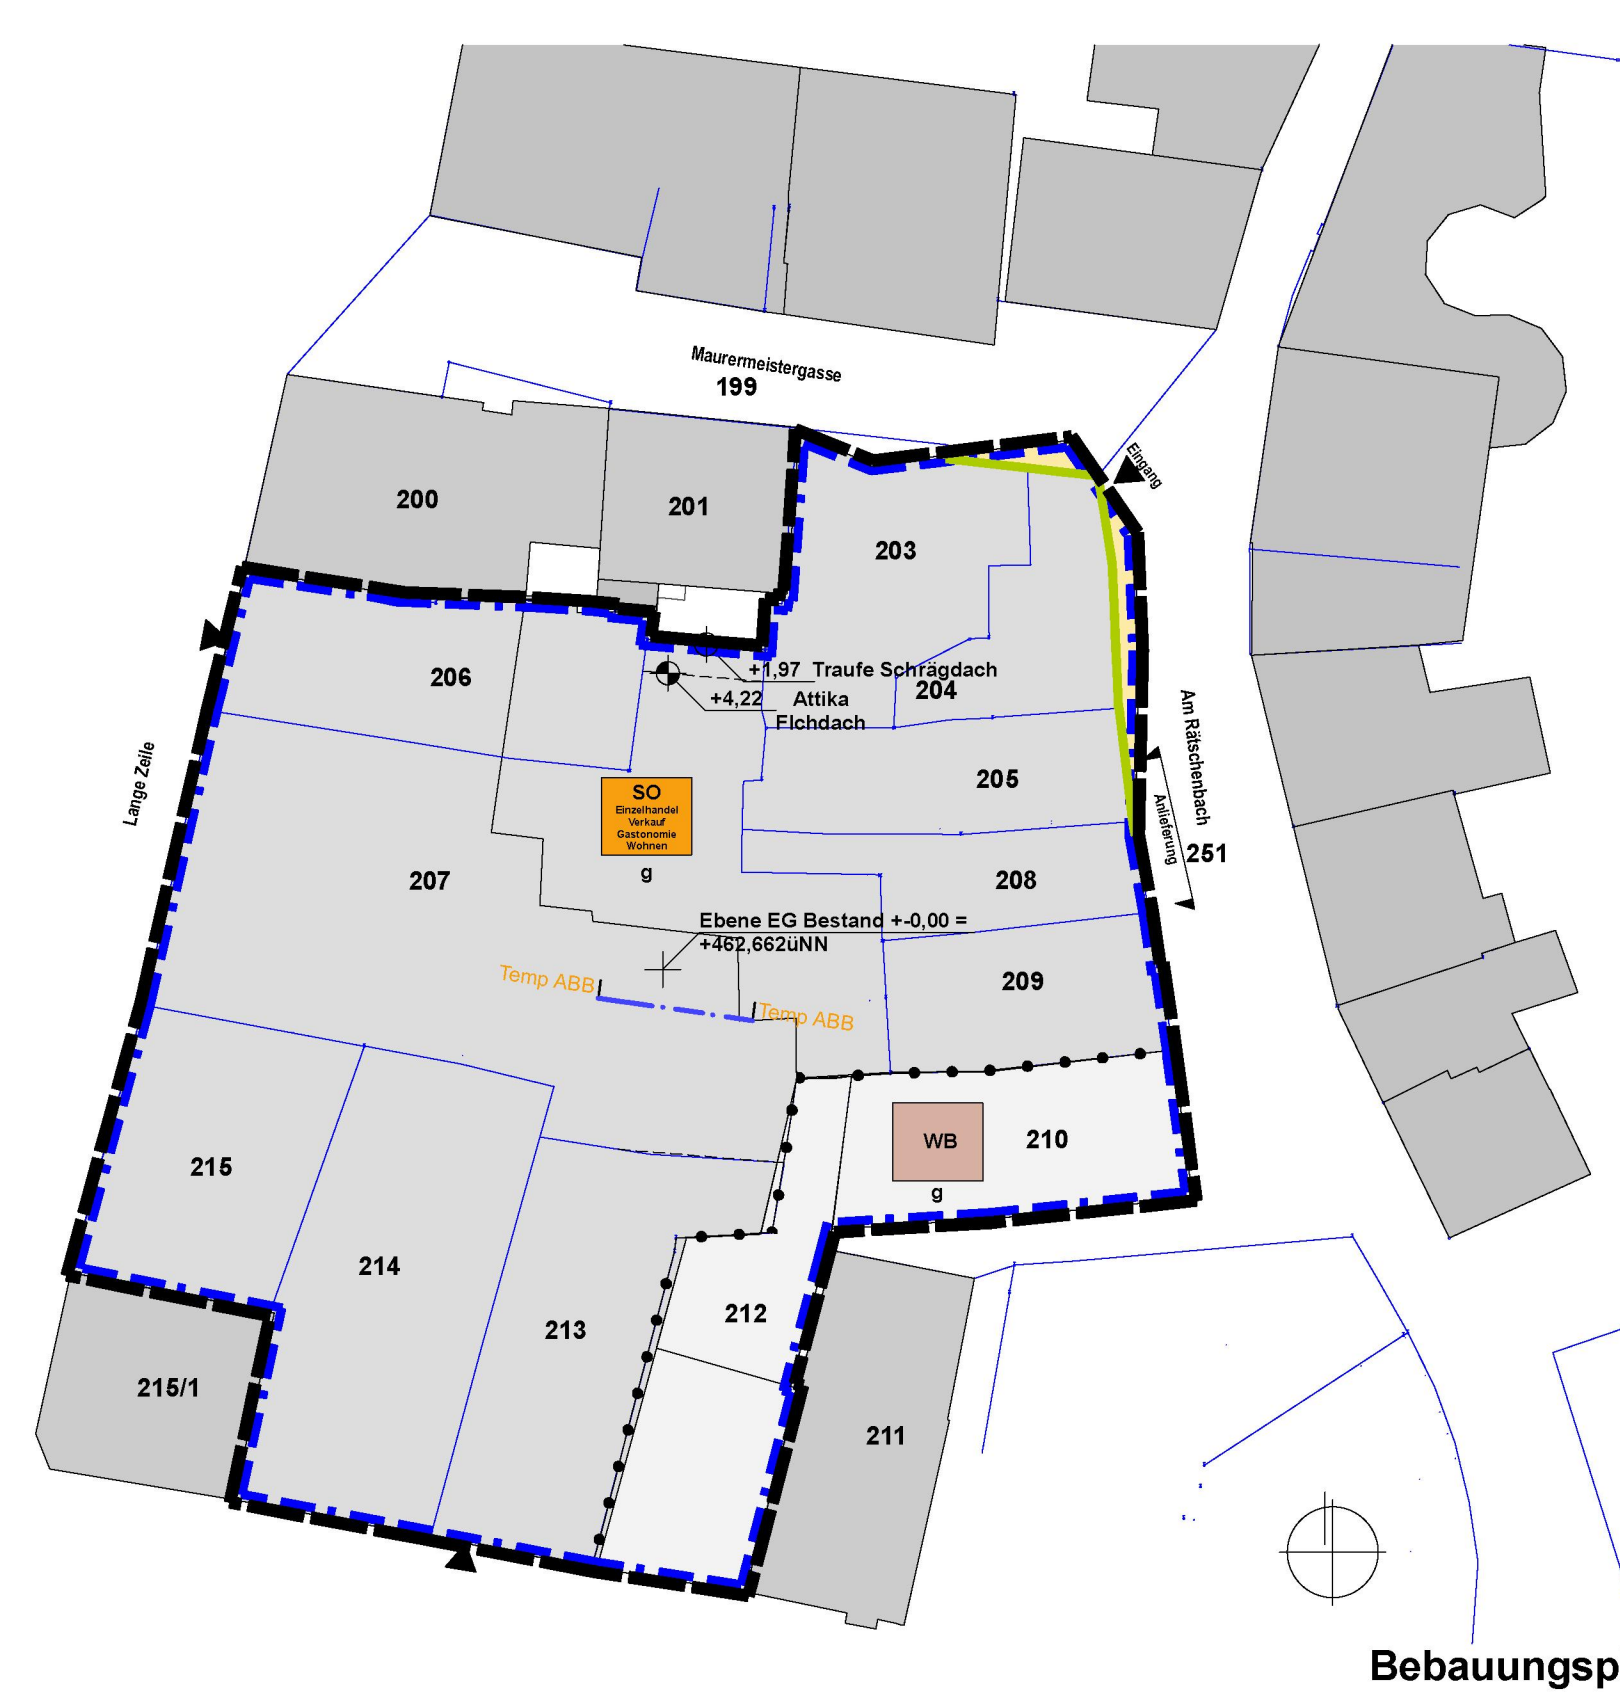 Maurermeistergasse
199
Eingang
200
201
203
206
+1,97 Traufe Schrägdach
204
+4,22 Attika
Flchdach
Lange Zeile
Am Rätschenbach
205
SO
Einzelhandel
Verkauf
Gastonomie
Wohnen
g
Anlieferung
251
207
208
Ebene EG Bestand +-0,00 =
+462,662üNN
Temp ABB
209
Temp ABB
WB
210
g
215
214
212
213
215/1
211
Bebauungsp